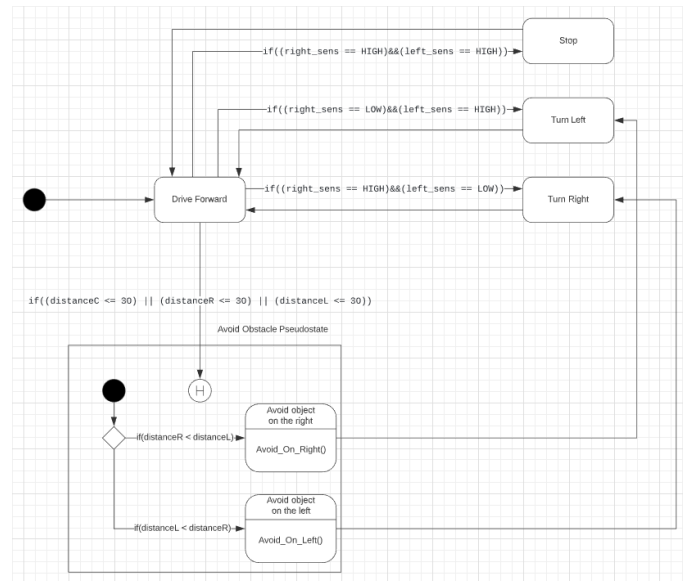 Stop
if((right_sens == HIGH)&&(left_sens == HIGH))
if((right_sens == LOW)&&(left_sens == HIGH))
Turn Left
Drive Forward
if((right_sens == HIGH)&&(left_sens == LOW))
Turn Right
if((distanceC <= 30) || (distanceR <= 30) || (distanceL <= 30))
Avoid Obstacle Pseudostate
H
Avoid object
on the right
if(distanceR < distanceL)
Avoid_On_Right()
Avoid object
on the left
if(distanceL < distanceR)
Avoid_On_Left()